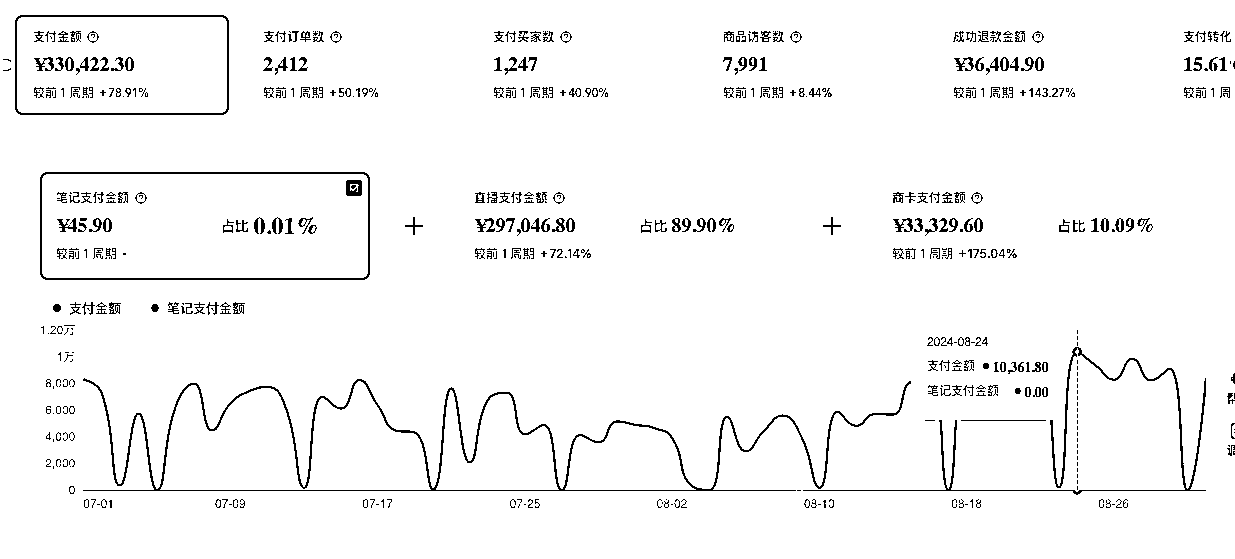 支付金额 支付订单数 支付买家数 商品访客数 成功退款金额 支付转化
¥330,422.30 2,412 1,247 7,991 ¥36,404.90 15.61
较前1周期 +78.91% 较前1周期 +50.19% 较前1周期 +40.90% 较前1周期 +8.44% 较前1周期 +143.27% 较前1周
笔记支付金额 直播支付金额 商卡支付金额
¥45.90 占比 0.01% + ¥297,046.80 占比 89.90% + ¥33,329.60 占比 10.09%
较前1周期 - 较前1周期 +72.14% 较前1周期 +175.04%
支付金额 笔记支付金额
1.20万
1万
8,000
6,000
4,000
2,000
0
2024-08-24
支付金额 10,361.80
笔记支付金额 0.00
07-01 07-09 07-17 07-25 08-02 08-10 08-18 08-26